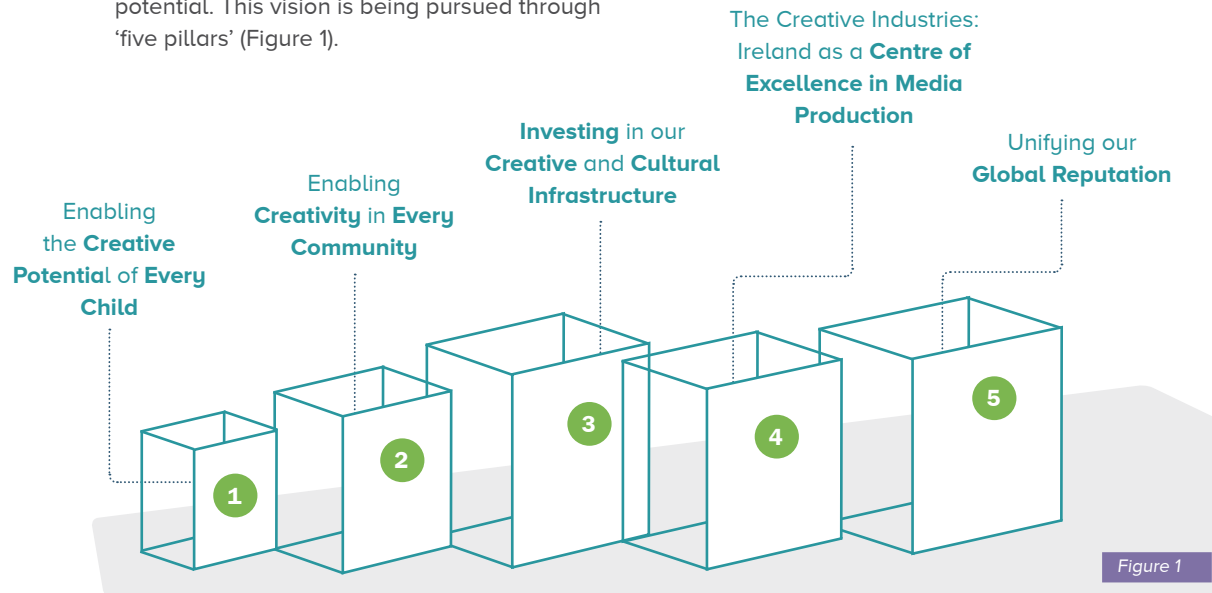 potential. This vision is being pursued through
‘five pillars’ (Figure 1).
Enabling
the Creative
Potential of Every
Child
Enabling
Creativity in Every
Community
Investing in our
Creative and Cultural
Infrastructure
The Creative Industries:
Ireland as a Centre of
Excellence in Media
Production
Unifying our
Global Reputation
1
2
3
4
5
Figure 1